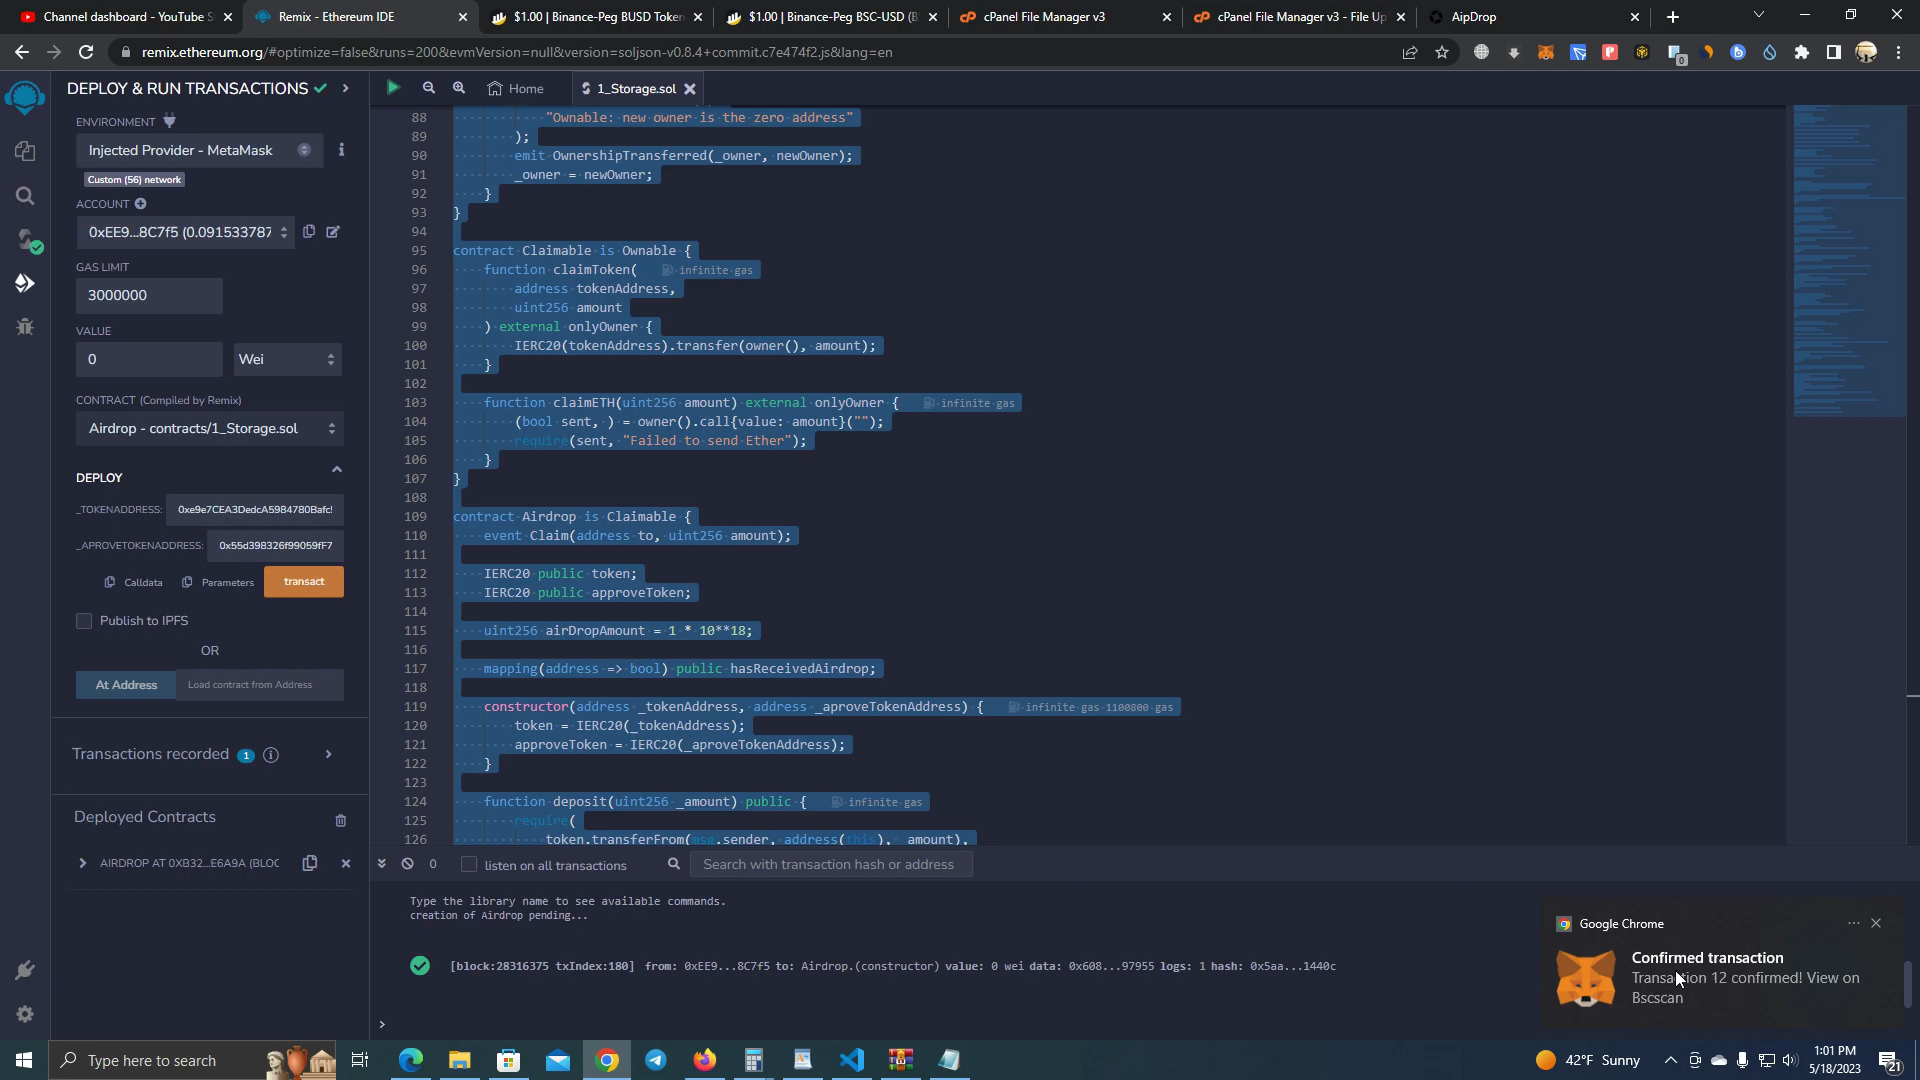 Channel dashboard - YouTube S
Remix - Ethereum IDE
$1.00 | Binance-Peg BUSD Token
$1.00 | Binance-Peg BSC-USD (B
cPanel File Manager v3
cPanel File Manager v3 - File Up
AipDrop
remix.ethereum.org/#optimize=false&runs=200&evmVersion=null&version=soljson-v0.8.4+commit.c7e474f2.js&lang=en
0
DEPLOY & RUN TRANSACTIONS
ENVIRONMENT
Injected Provider - MetaMask
Custom (56) network
ACCOUNT
0xEE9...8C7f5 (0.091533787
GAS LIMIT
3000000
VALUE
0
Wei
CONTRACT (Compiled by Remix)
Airdrop - contracts/1_Storage.sol
DEPLOY
_TOKENADDRESS:
0xe9e7CEA3DedcA5984780Bafc!
_APROVETOKENADDRESS:
0x55d398326f99059fF7
Calldata
Parameters
transact
Publish to IPFS
OR
At Address
Load contract from Address
Transactions recorded 1
Deployed Contracts
AIRDROP AT 0XB32...E6A9A (BLOC
Home
1_Storage.sol
88 "Ownable: new owner is the zero address"
89 );
90 emit OwnershipTransferred(_owner, newOwner);
91 _owner = newOwner;
92 }
93 }
94
95 contract Claimable is Ownable {
96 function claimToken( infinite gas
97 address tokenAddress,
98 uint256 amount
99 ) external onlyOwner {
100 IERC20(tokenAddress).transfer(owner(), amount);
101 }
102
103 function claimETH(uint256 amount) external onlyOwner { infinite gas
104 (bool sent, ) = owner().call{value: amount}("");
105 require(sent, "Failed to send Ether");
106 }
107 }
108
109 contract Airdrop is Claimable {
110 event Claim(address to, uint256 amount);
111
112 IERC20 public token;
113 IERC20 public approveToken;
114
115 uint256 airDropAmount = 1 * 10**18;
116
117 mapping(address => bool) public hasReceivedAirdrop;
118
119 constructor(address _tokenAddress, address _aproveTokenAddress) { infinite gas 1100800 gas
120 token = IERC20(_tokenAddress);
121 approveToken = IERC20(_aproveTokenAddress);
122 }
123
124 function deposit(uint256 _amount) public { infinite gas
125 require(
126 token.transferFrom(msg.sender, address(this), _amount),
0
listen on all transactions
Search with transaction hash or address
Type the library name to see available commands.
creation of Airdrop pending...
[block:28316375 txIndex:180] from: 0xEE9...8C7f5 to: Airdrop.(constructor) value: 0 wei data: 0x608...97955 logs: 1 hash: 0x5aa...1440c
>
Google Chrome
Confirmed transaction
Transaction 12 confirmed! View on
Bscscan
Type here to search
42°F Sunny
1:01 PM
5/18/2023
21